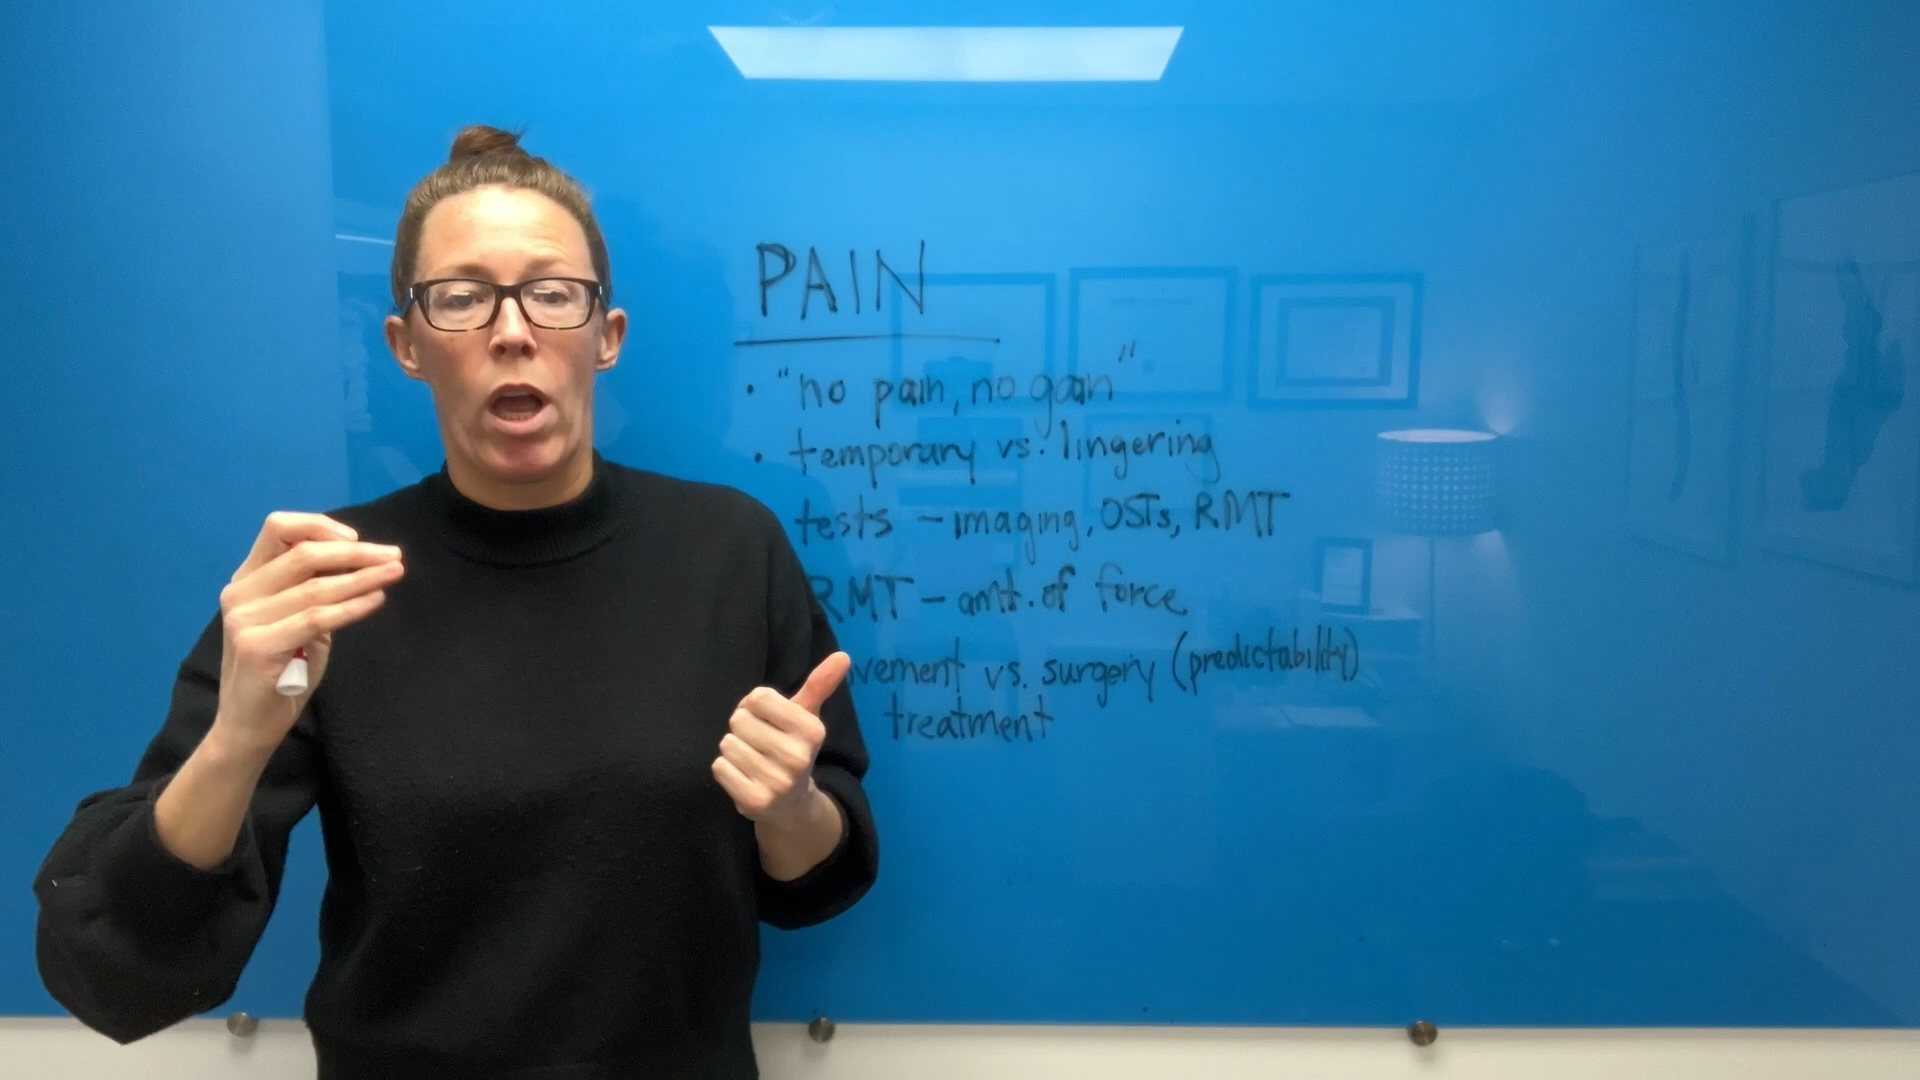 PAIN
• "no pain, no gain"
• temporary vs. lingering
tests - imaging, OSTs, RMT
RMT - amt. of force
vement vs. surgery (predictability)
treatment